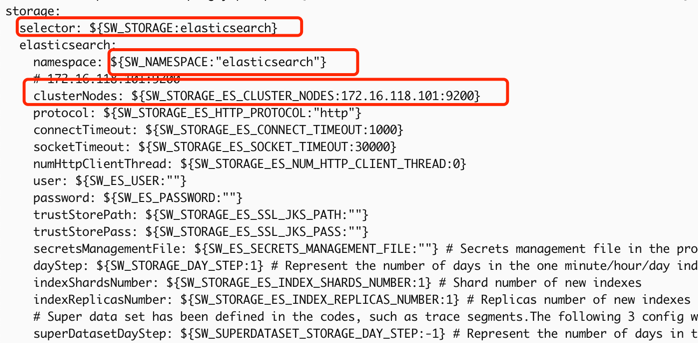 storage:
selector: ${SW_STORAGE:elasticsearch}
elasticsearch:
namespace: ${SW_NAMESPACE:"elasticsearch"}
# 172.16.118.101:9200
clusterNodes: ${SW_STORAGE_ES_CLUSTER_NODES:172.16.118.101:9200}
protocol: ${SW_STORAGE_ES_HTTP_PROTOCOL:"http"}
connectTimeout: ${SW_STORAGE_ES_CONNECT_TIMEOUT:1000}
socketTimeout: ${SW_STORAGE_ES_SOCKET_TIMEOUT:30000}
numHttpClientThread: ${SW_STORAGE_ES_NUM_HTTP_CLIENT_THREAD:0}
user: ${SW_ES_USER:""}
password: ${SW_ES_PASSWORD:""}
trustStorePath: ${SW_STORAGE_ES_SSL_JKS_PATH:""}
trustStorePass: ${SW_STORAGE_ES_SSL_JKS_PASS:""}
secretsManagementFile: ${SW_ES_SECRETS_MANAGEMENT_FILE:""} # Secrets management file in the pro
dayStep: ${SW_STORAGE_DAY_STEP:1} # Represent the number of days in the one minute/hour/day ind
indexShardsNumber: ${SW_STORAGE_ES_INDEX_SHARDS_NUMBER:1} # Shard number of new indexes
indexReplicasNumber: ${SW_STORAGE_ES_INDEX_REPLICAS_NUMBER:1} # Replicas number of new indexes
# Super data set has been defined in the codes, such as trace segments.The following 3 config w
superDatasetDayStep: ${SW_SUPERDATASET_STORAGE_DAY_STEP:-1} # Represent the number of days in t